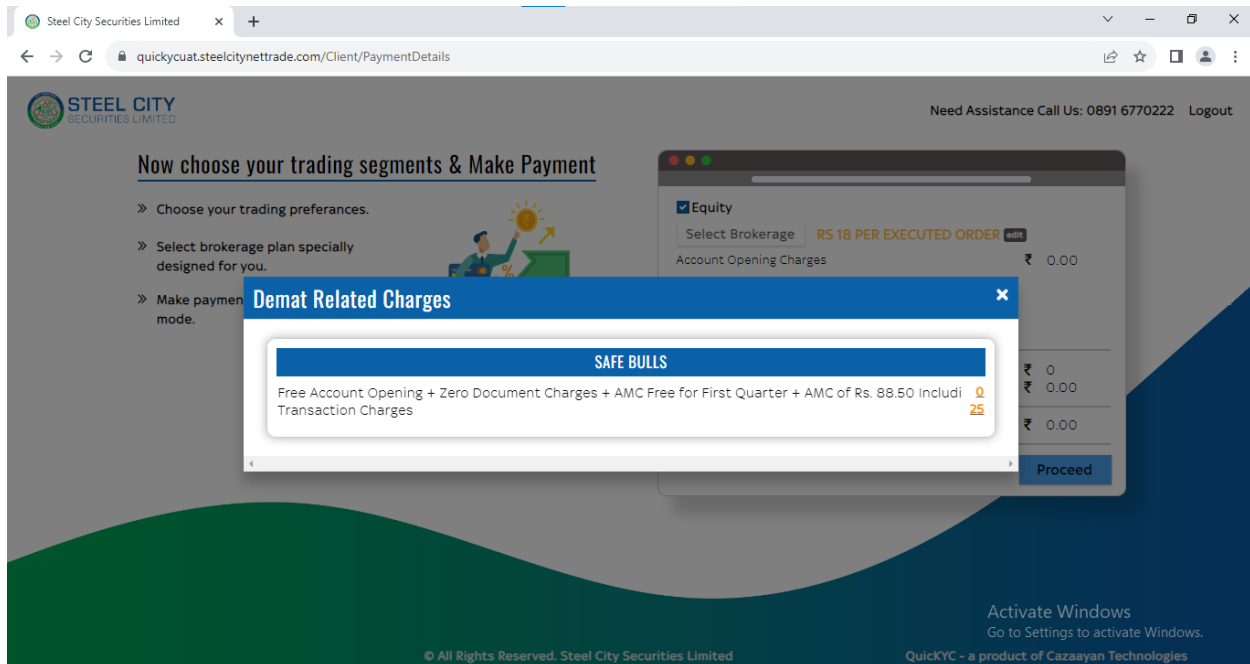 Steel City Securities Limited
quickycuat.steelcitynettrade.com/Client/PaymentDetails
STEEL CITY
SECURITIES LIMITED
Need Assistance Call Us: 0891 6770222 Logout
Now choose your trading segments & Make Payment
Choose your trading preferances.
Select brokerage plan specially
designed for you.
Make paymen
mode.
Equity
Select Brokerage RS 18 PER EXECUTED ORDER edit
Account Opening Charges ₹ 0.00
Demat Related Charges ×
SAFE BULLS
Free Account Opening + Zero Document Charges + AMC Free for First Quarter + AMC of Rs. 88.50 Includi 0
Transaction Charges 25
₹ 0
₹ 0.00
₹ 0.00
Proceed
Activate Windows
Go to Settings to activate Windows.
© All Rights Reserved. Steel City Securities Limited
QuicKYC - a product of Cazaayan Technologies